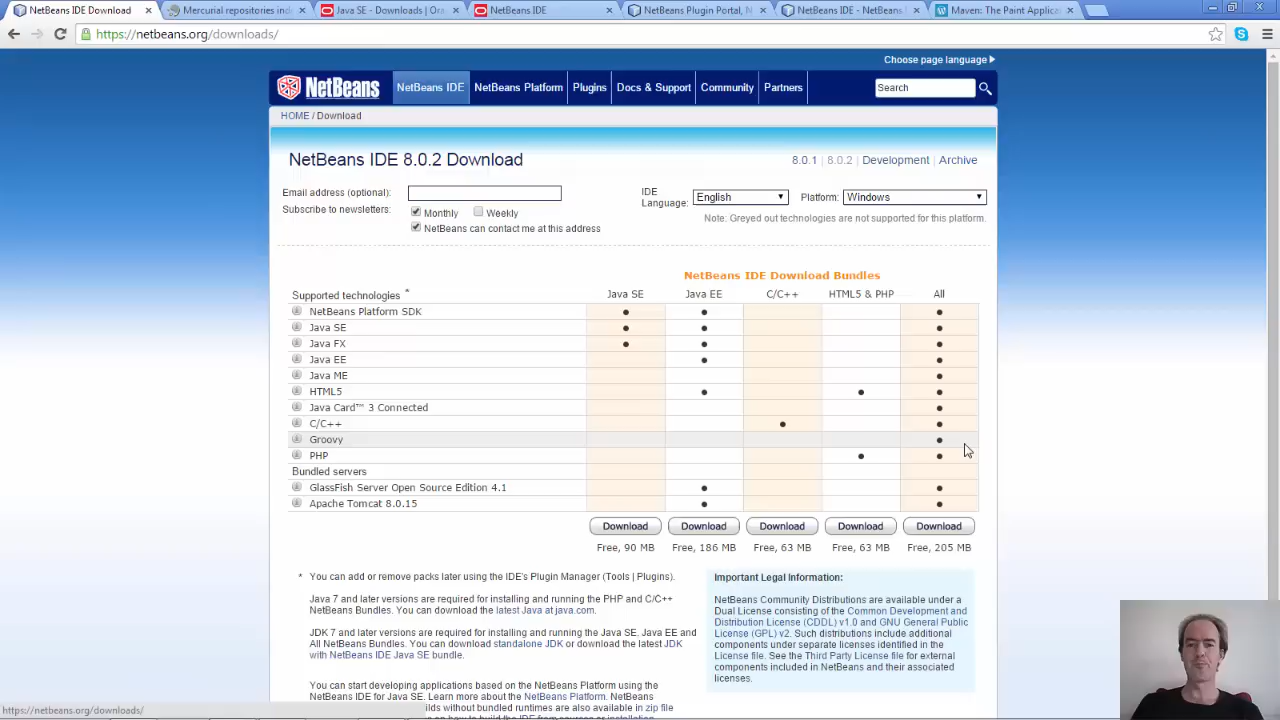 NetBeans IDE Download
Mercurial repositories inde
Java SE - Downloads | Ora
NetBeans IDE
NetBeans Plugin Portal, N
NetBeans IDE - NetBeans
Maven: The Paint Applica
https://netbeans.org/downloads/
Choose page language
NetBeans
NetBeans IDE
NetBeans Platform
Plugins
Docs & Support
Community
Partners
Search
HOME / Download
NetBeans IDE 8.0.2 Download
8.0.1 | 8.0.2 | Development | Archive
Email address (optional):
IDE Language: English
Platform: Windows
Subscribe to newsletters:
Monthly Weekly
Note: Greyed out technologies are not supported for this platform.
NetBeans can contact me at this address
NetBeans IDE Download Bundles
Supported technologies * Java SE Java EE C/C++ HTML5 & PHP All
NetBeans Platform SDK • • •
Java SE • • •
Java FX • • •
Java EE • •
Java ME •
HTML5 • • •
Java Card™ 3 Connected •
C/C++ • •
Groovy •
PHP • •
Bundled servers
GlassFish Server Open Source Edition 4.1 • •
Apache Tomcat 8.0.15 • •
Download Download Download Download Download
Free, 90 MB Free, 186 MB Free, 63 MB Free, 63 MB Free, 205 MB
* You can add or remove packs later using the IDE's Plugin Manager (Tools | Plugins).
Java 7 and later versions are required for installing and running the PHP and C/C++
NetBeans Bundles. You can download the latest Java at java.com.
JDK 7 and later versions are required for installing and running the Java SE, Java EE and
All NetBeans Bundles. You can download standalone JDK or download the latest JDK
with NetBeans IDE Java SE bundle.
You can start developing applications based on the NetBeans Platform using the
NetBeans IDE for Java SE. Learn more about the NetBeans Platform. NetBeans
ilds without bundled runtimes are also available in zip file
Important Legal Information:
NetBeans Community Distributions are available under a
Dual License consisting of the Common Development and
Distribution License (CDDL) v1.0 and GNU General Public
License (GPL) v2. Such distributions include additional
components under separate licenses identified in the
License file. See the Third Party License file for external
components included in NetBeans and their associated
licenses.
https://netbeans.org/downloads/